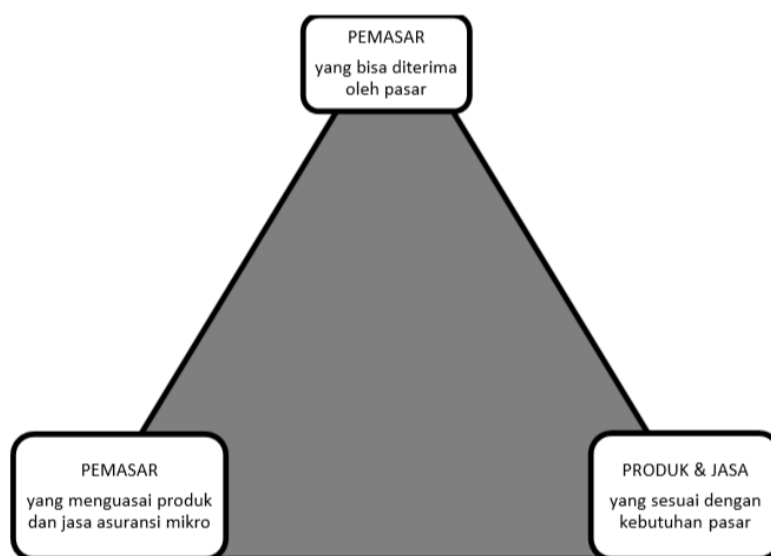 PEMASAR
yang bisa diterima
oleh pasar
PEMASAR
yang menguasai produk
dan jasa asuransi mikro
PRODUK & JASA
yang sesuai dengan
kebutuhan pasar